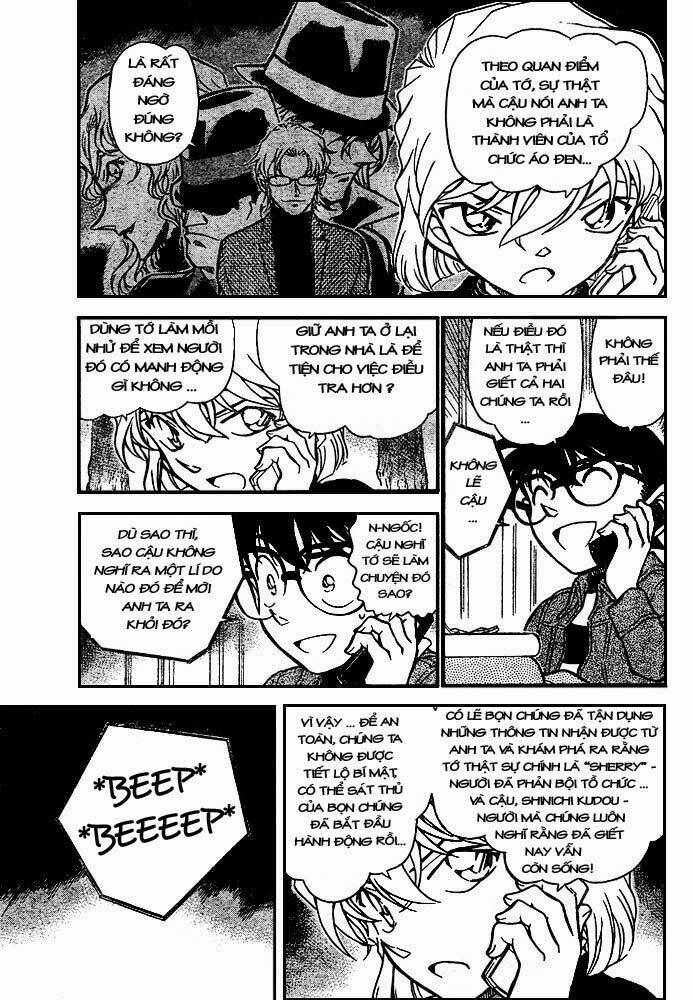 THEO QUAN ĐIỂM
CỦA TỚ, SỰ THẬT
MÀ CẬU NÓI ANH TA
KHÔNG PHẢI LÀ
THÀNH VIÊN CỦA TỔ
CHỨC ÁO ĐEN...
LÀ RẤT
ĐÁNG
NGỜ
ĐÚNG
KHÔNG?
KHÔNG
PHẢI THẾ
ĐÂU!
NẾU ĐIỀU ĐÓ
LÀ THẬT THÌ
ANH TA PHẢI
GIẾT CẢ HAI
CHÚNG TA RỒI
...
KHÔNG
LẼ
CẬU
...
GIỮ ANH TA Ở LẠI
TRONG NHÀ LÀ ĐỂ
TIỆN CHO VIỆC ĐIỀU
TRA HƠN ?
DÙNG TỚ LÀM MỒI
NHỬ ĐỂ XEM NGƯỜI
ĐÓ CÓ MANH ĐỘNG
GÌ KHÔNG ...
N-NGỐC!
CẬU NGHĨ
TỚ SẼ LÀM
CHUYỆN ĐÓ
SAO?
DÙ SAO THÌ,
SAO CẬU KHÔNG
NGHĨ RA MỘT LÍ DO
NÀO ĐÓ ĐỂ MỜI
ANH TA RA
KHỎI ĐÓ?
CÓ LẼ BỌN CHÚNG ĐÃ TẬN DỤNG
NHỮNG THÔNG TIN NHẬN ĐƯỢC TỪ
ANH TA VÀ KHÁM PHÁ RA RẰNG
TỚ THẬT SỰ CHÍNH LÀ "SHERRY" -
NGƯỜI ĐÃ PHẢN BỘI TỔ CHỨC ...
VÀ CẬU, SHINICHI KUDOU -
NGƯỜI MÀ CHÚNG LUÔN
NGHĨ RẰNG ĐÃ GIẾT
NAY VẪN
CÒN SỐNG!
VÌ VẬY ... ĐỂ AN
TOÀN, CHÚNG TA
KHÔNG ĐƯỢC
TIẾT LỘ BÍ MẬT,
CÓ THỂ SÁT THỦ
CỦA BỌN CHÚNG
ĐÃ BẮT ĐẦU
HÀNH ĐỘNG RỒI...
*BEEP*
*BEEEEP*